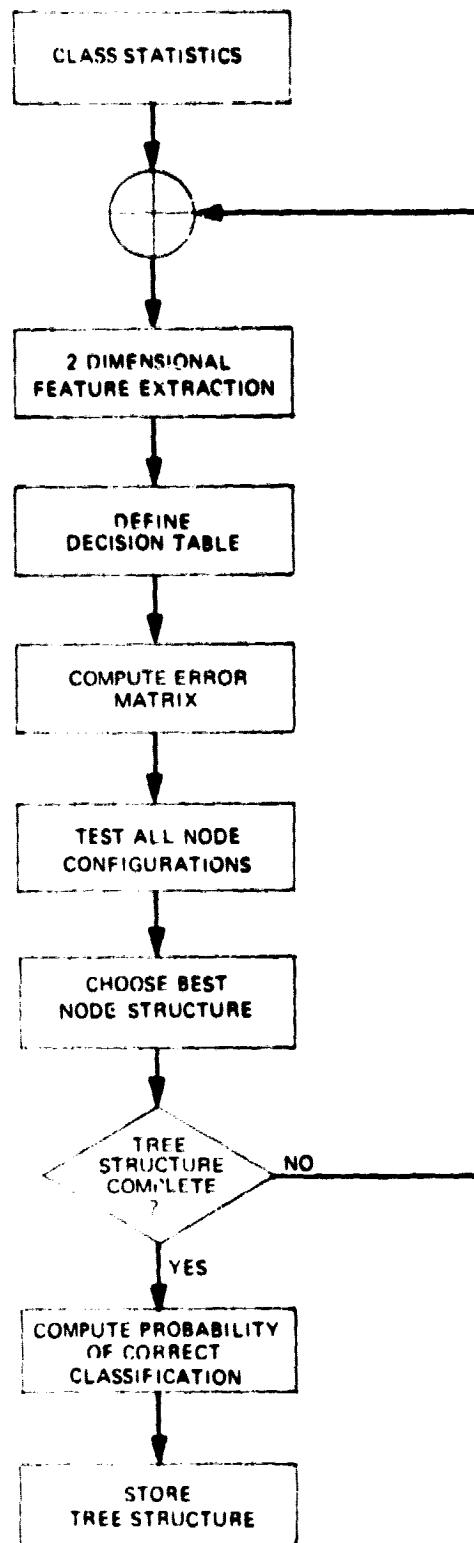 CLASS STATISTICS
2 DIMENSIONAL
FEATURE EXTRACTION
DEFINE
DECISION TABLE
COMPUTE ERROR
MATRIX
TEST ALL NODE
CONFIGURATIONS
CHOOSE BEST
NODE STRUCTURE
TREE
STRUCTURE
COMPLETE
?
NO
YES
COMPUTE PROBABILITY
OF CORRECT
CLASSIFICATION
STORE
TREE STRUCTURE